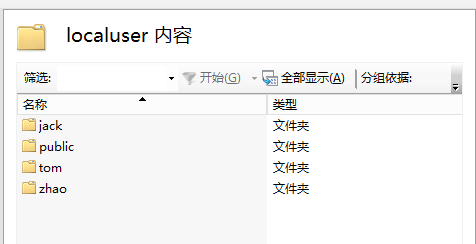 localuser 内容
筛选: 开始(G) 全部显示(A) 分组依据:
名称 类型
jack 文件夹
public 文件夹
tom 文件夹
zhao 文件夹